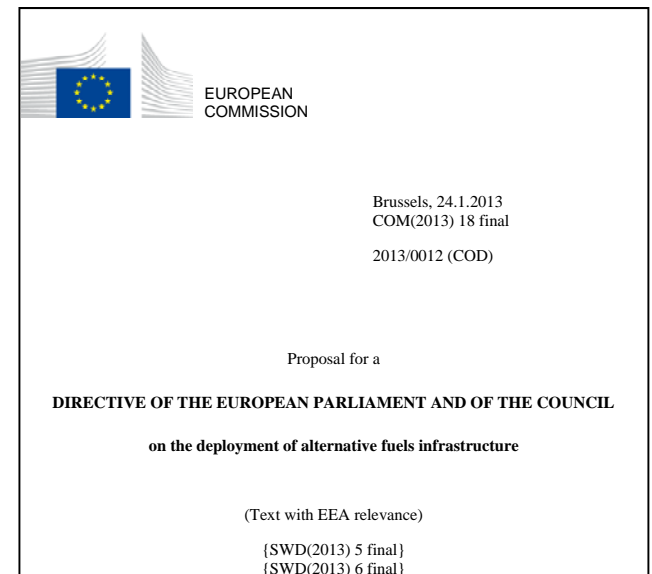 EUROPEAN
COMMISSION
Brussels, 24.1.2013
COM(2013) 18 final
2013/0012 (COD)
Proposal for a
DIRECTIVE OF THE EUROPEAN PARLIAMENT AND OF THE COUNCIL
on the deployment of alternative fuels infrastructure
(Text with EEA relevance)
{SWD(2013) 5 final}
{SWD(2013) 6 final}